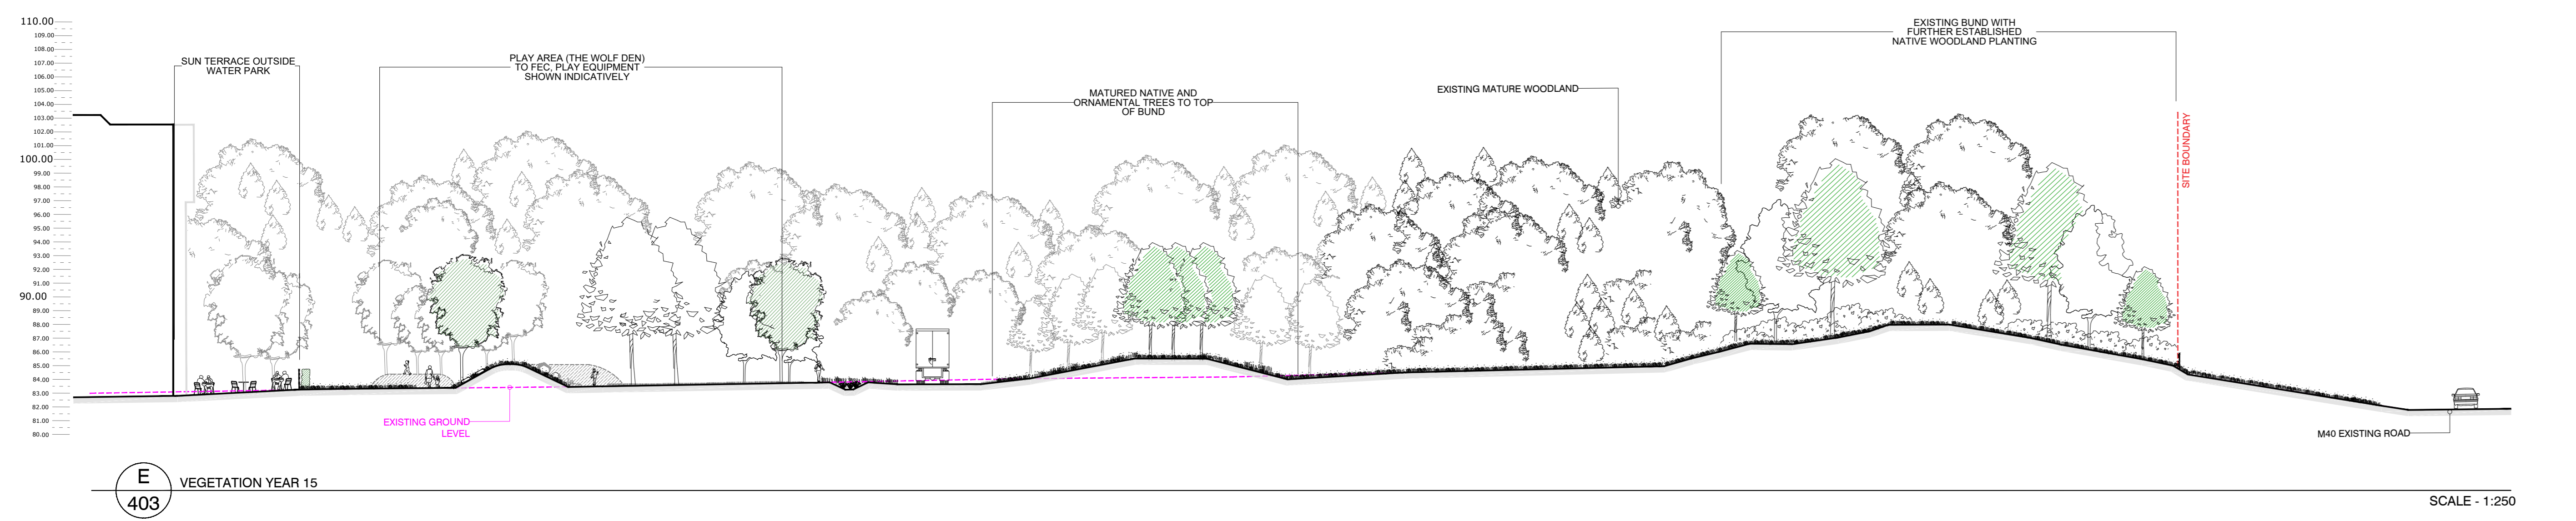 110.00
109.00
108.00
107.00
106.00
105.00
104.00
103.00
102.00
101.00
100.00
99.00
98.00
97.00
96.00
95.00
94.00
93.00
92.00
91.00
90.00
89.00
88.00
87.00
86.00
85.00
84.00
83.00
82.00
81.00
80.00
SUN TERRACE OUTSIDE
WATER PARK
PLAY AREA (THE WOLF DEN)
TO FEC, PLAY EQUIPMENT
SHOWN INDICATIVELY
MATURED NATIVE AND
ORNAMENTAL TREES TO TOP
OF BUND
EXISTING MATURE WOODLAND
EXISTING BUND WITH
FURTHER ESTABLISHED
NATIVE WOODLAND PLANTING
SITE BOUNDARY
EXISTING GROUND
LEVEL
M40 EXISTING ROAD
E
403
VEGETATION YEAR 15
SCALE - 1:250